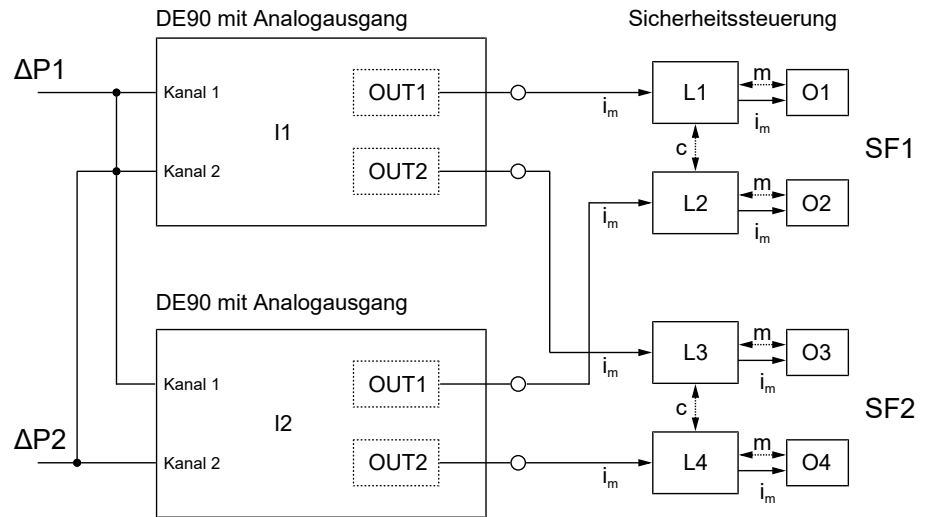 DE90 mit Analogausgang
Sicherheitssteuerung
ΔP1
Kanal 1
I1
OUT1
i_m
L1
m
O1
i_m
SF1
c
Kanal 2
OUT2
i_m
L2
m
O2
i_m
DE90 mit Analogausgang
Kanal 1
I2
OUT1
i_m
L3
m
O3
i_m
SF2
c
ΔP2
Kanal 2
OUT2
i_m
L4
m
O4
i_m